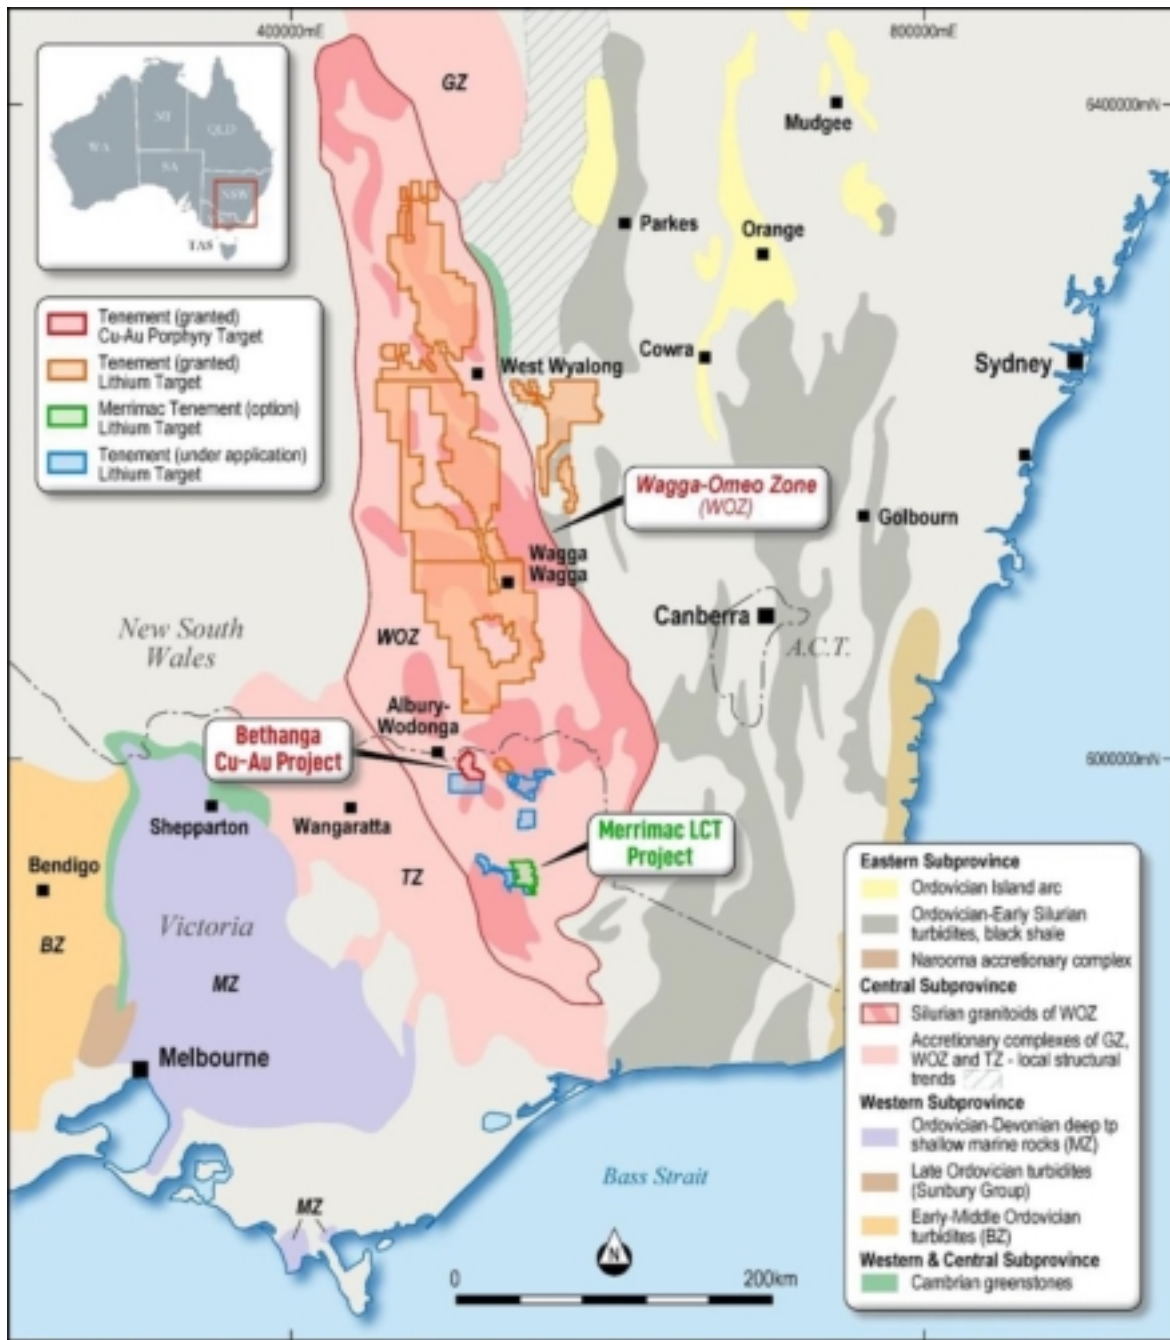 400000mE
800000mE
6400000mN
GZ
Mudgee
WA
NT
QLD
SA
NSW
TAS
Parkes
Orange
Tenement (granted)
Cu-Au Porphyry Target
Tenement (granted)
Lithium Target
Merrimac Tenement (option)
Lithium Target
Tenement (under application)
Lithium Target
West Wyalong
Cowra
Sydney
Wagga-Omeo Zone
(WOZ)
Golbourn
Wagga
Wagga
Canberra
A.C.T.
New South
Wales
WOZ
Albury-
Wodonga
Bethanga
Cu-Au Project
6000000mN
Shepparton
Wangaratta
Merrimac LCT
Project
Bendigo
TZ
Victoria
BZ
MZ
Melbourne
Bass Strait
MZ
N
0
200km
Eastern Subprovince
Ordovician Island arc
Ordovician-Early Silurian
turbidites, black shale
Narooma accretionary complex
Central Subprovince
Silurian granitoids of WOZ
Accretionary complexes of GZ,
WOZ and TZ - local structural
trends
Western Subprovince
Ordovician-Devonian deep tp
shallow marine rocks (MZ)
Late Ordovician turbidites
(Sunbury Group)
Early-Middle Ordovician
turbidites (BZ)
Western & Central Subprovince
Cambrian greenstones